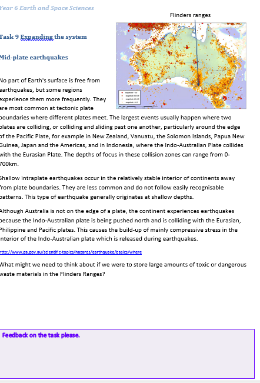 Year 6 Earth and Space Sciences
Flinders ranges
Task 9 Expanding the system
Mid-plate earthquakes
No part of Earth's surface is free from
earthquakes, but some regions
experience them more frequently. They
are most common at tectonic plate
boundaries where different plates meet. The largest events usually happen where two
plates are colliding, or colliding and sliding past one another, particularly around the edge
of the Pacific Plate, for example in New Zealand, Vanuatu, the Solomon Islands, Papua New
Guinea, Japan and the Americas, and in Indonesia, where the Indo-Australian Plate collides
with the Eurasian Plate. The depths of focus in these collision zones can range from 0-
700km.
Shallow intraplate earthquakes occur in the relatively stable interior of continents away
from plate boundaries. They are less common and do not follow easily recognisable
patterns. This type of earthquake generally originates at shallow depths.
Although Australia is not on the edge of a plate, the continent experiences earthquakes
because the Indo-Australian plate is being pushed north and is colliding with the Eurasian,
Philippine and Pacific plates. This causes the build-up of mainly compressive stress in the
interior of the Indo-Australian plate which is released during earthquakes.
http://www.ga.gov.au/scientific-topics/hazards/earthquake/basics/where
What might we need to think about if we were to store large amounts of toxic or dangerous
waste materials in the Flinders Ranges?
Feedback on the task please.